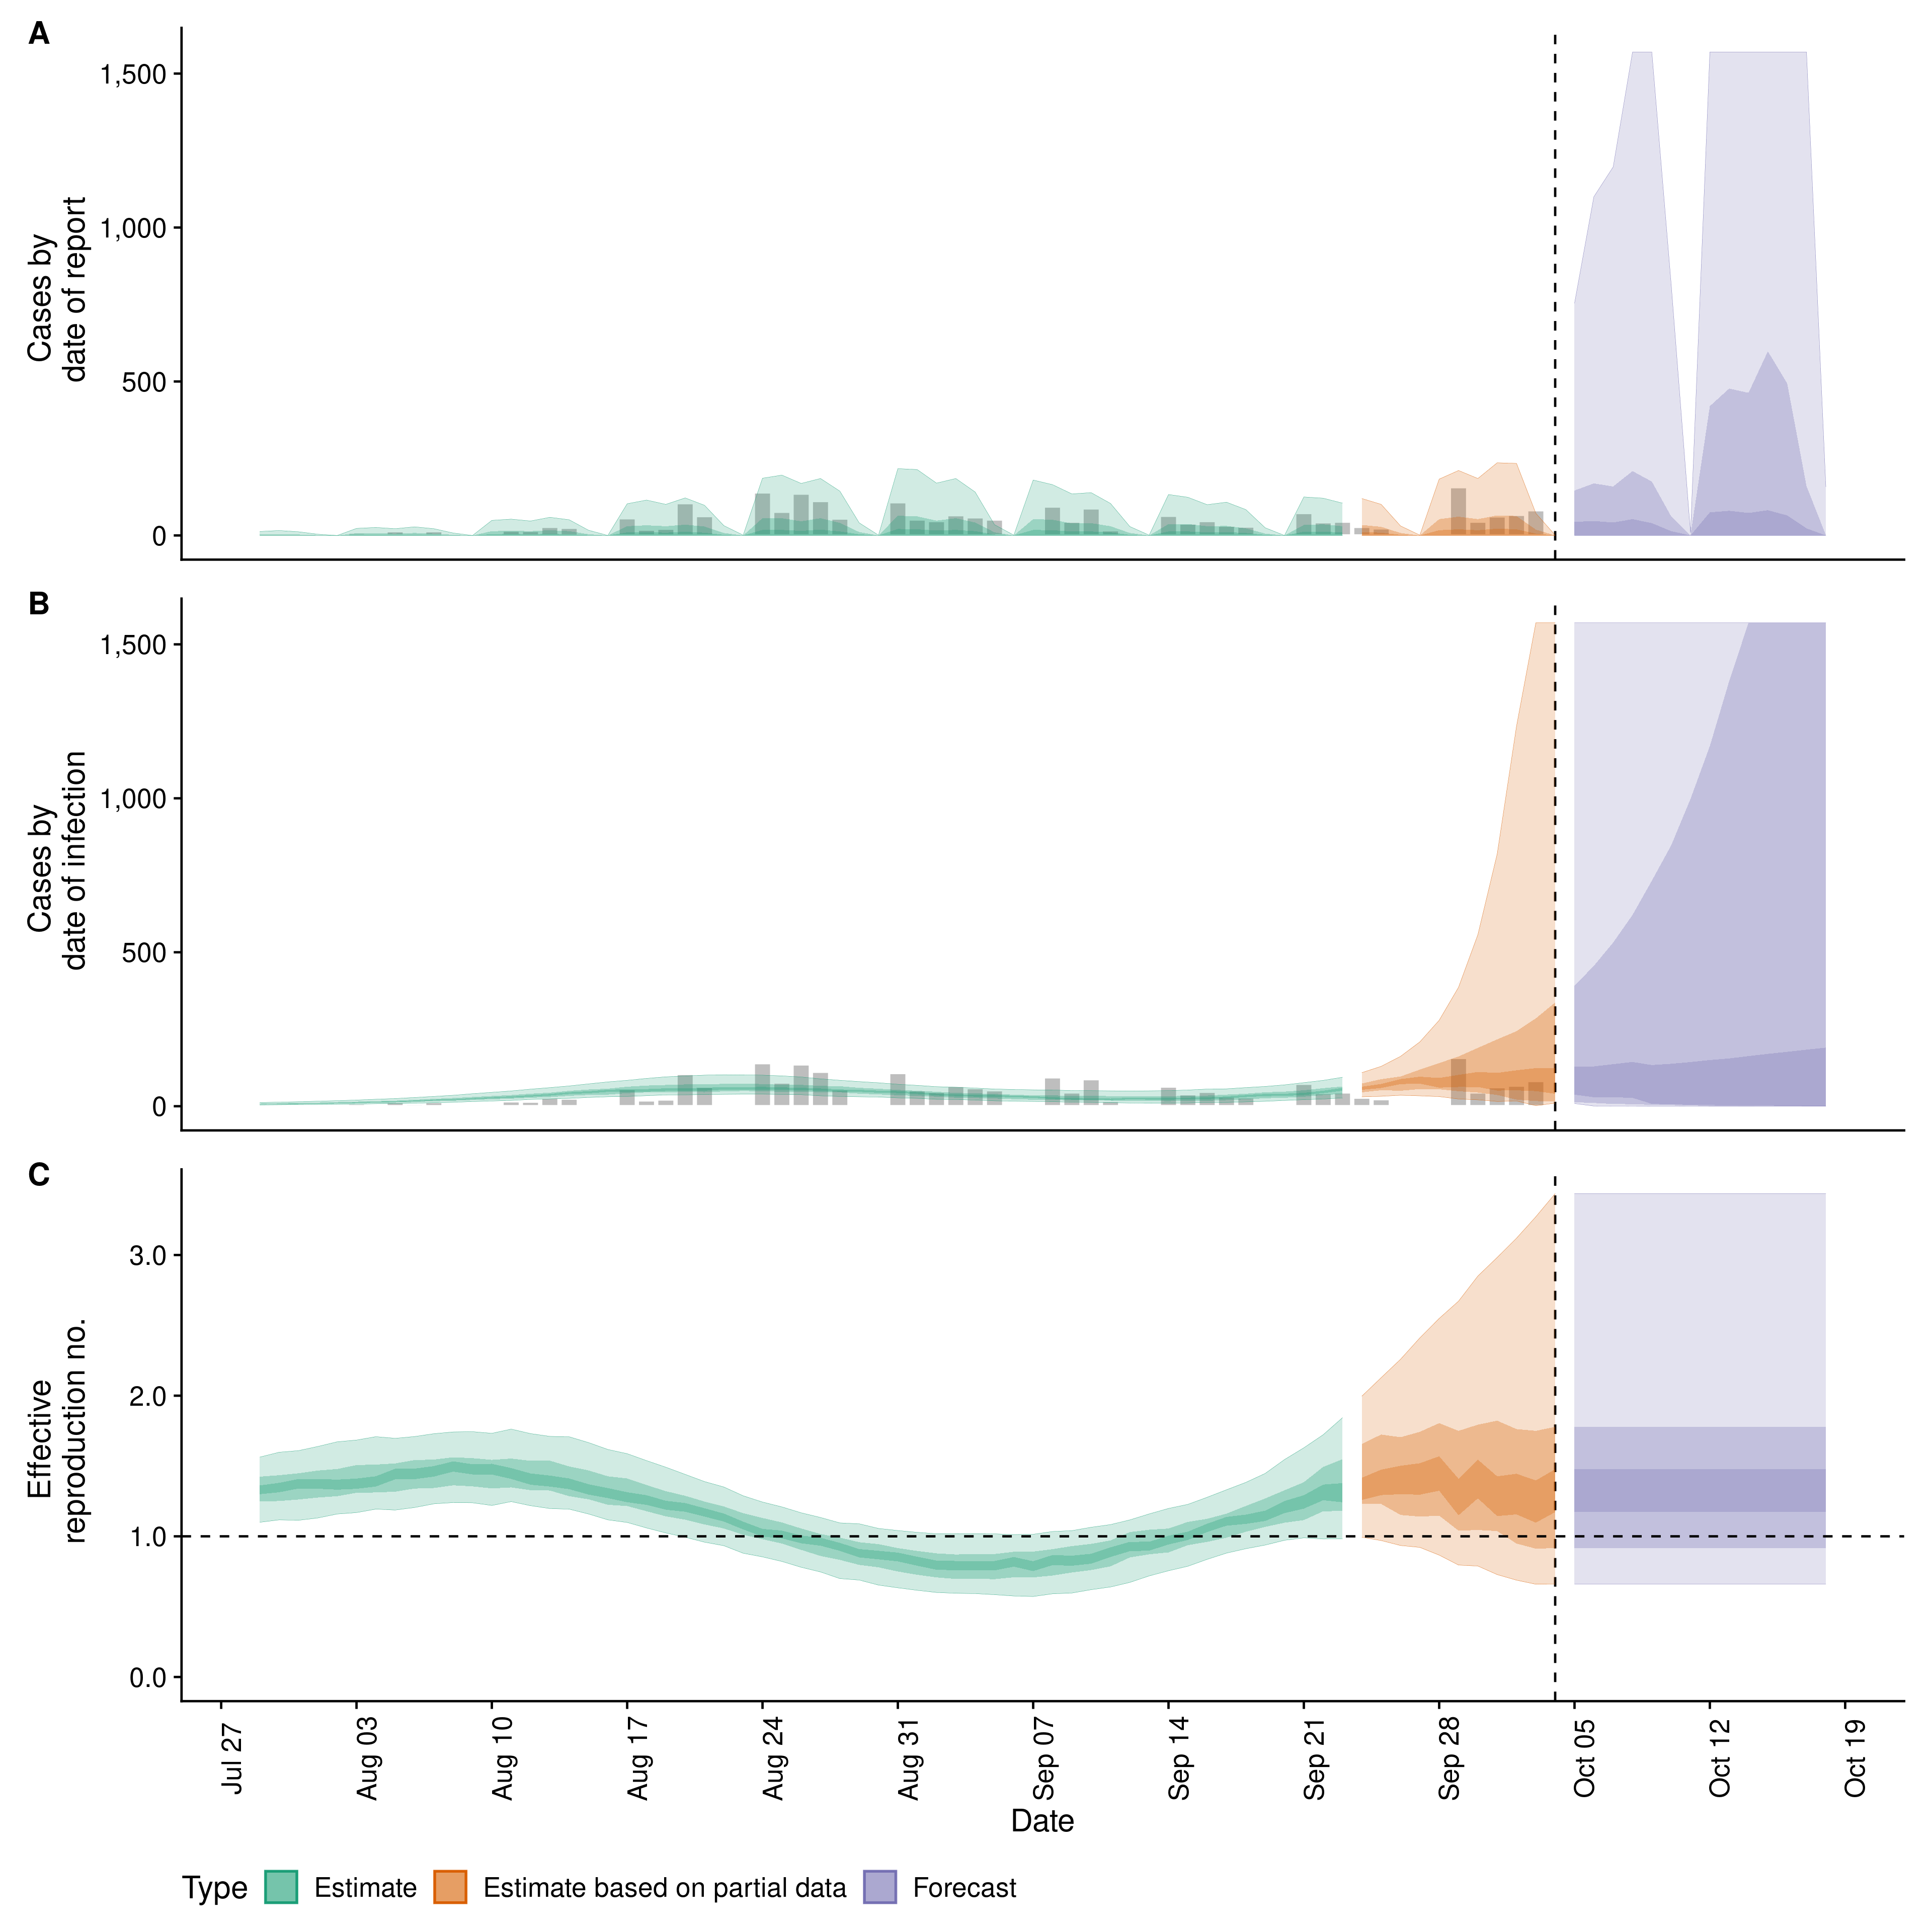 A
Cases by
date of report
1,500
1,000
500
0
B
Cases by
date of infection
1,500
1,000
500
0
C
Effective
reproduction no.
3.0
2.0
1.0
0.0
Jul 27
Aug 03
Aug 10
Aug 17
Aug 24
Aug 31
Sep 07
Sep 14
Sep 21
Sep 28
Oct 05
Oct 12
Oct 19
Date
Type Estimate Estimate based on partial data Forecast